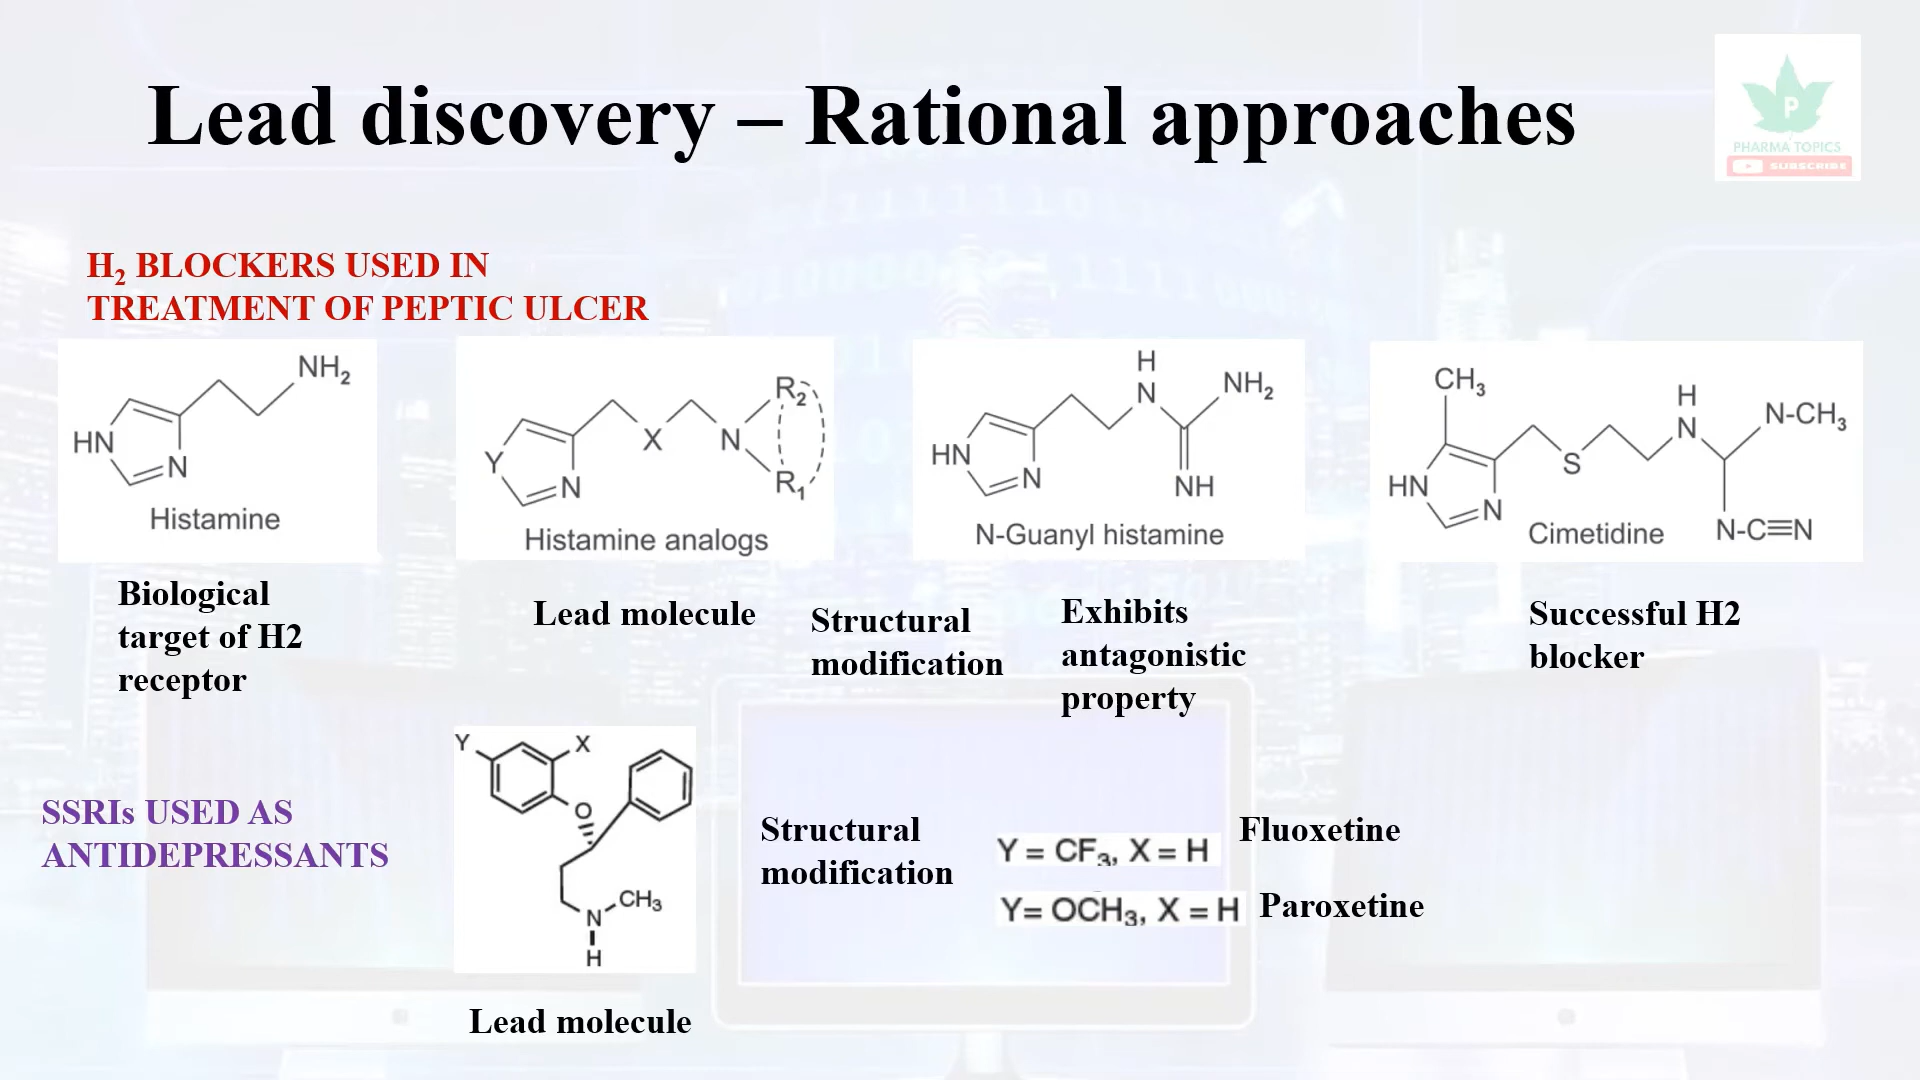 Lead discovery – Rational approaches
P
PHARMA TOPICS
SUBSCRIBE
H₂ BLOCKERS USED IN
TREATMENT OF PEPTIC ULCER
NH₂
HN
N
Histamine
R₂
X
N
Y
R₁
N
Histamine analogs
H
N
NH₂
HN
N
NH
N-Guanyl histamine
CH₃
H
N
N-CH₃
S
HN
N
Cimetidine
N-C≡N
Biological
target of H2
receptor
Lead molecule
Structural
modification
Exhibits
antagonistic
property
Successful H2
blocker
SSRIs USED AS
ANTIDEPRESSANTS
Y
X
O
CH₃
N
H
Lead molecule
Structural
modification
Y = CF₃, X = H
Fluoxetine
Y= OCH₃, X = H
Paroxetine